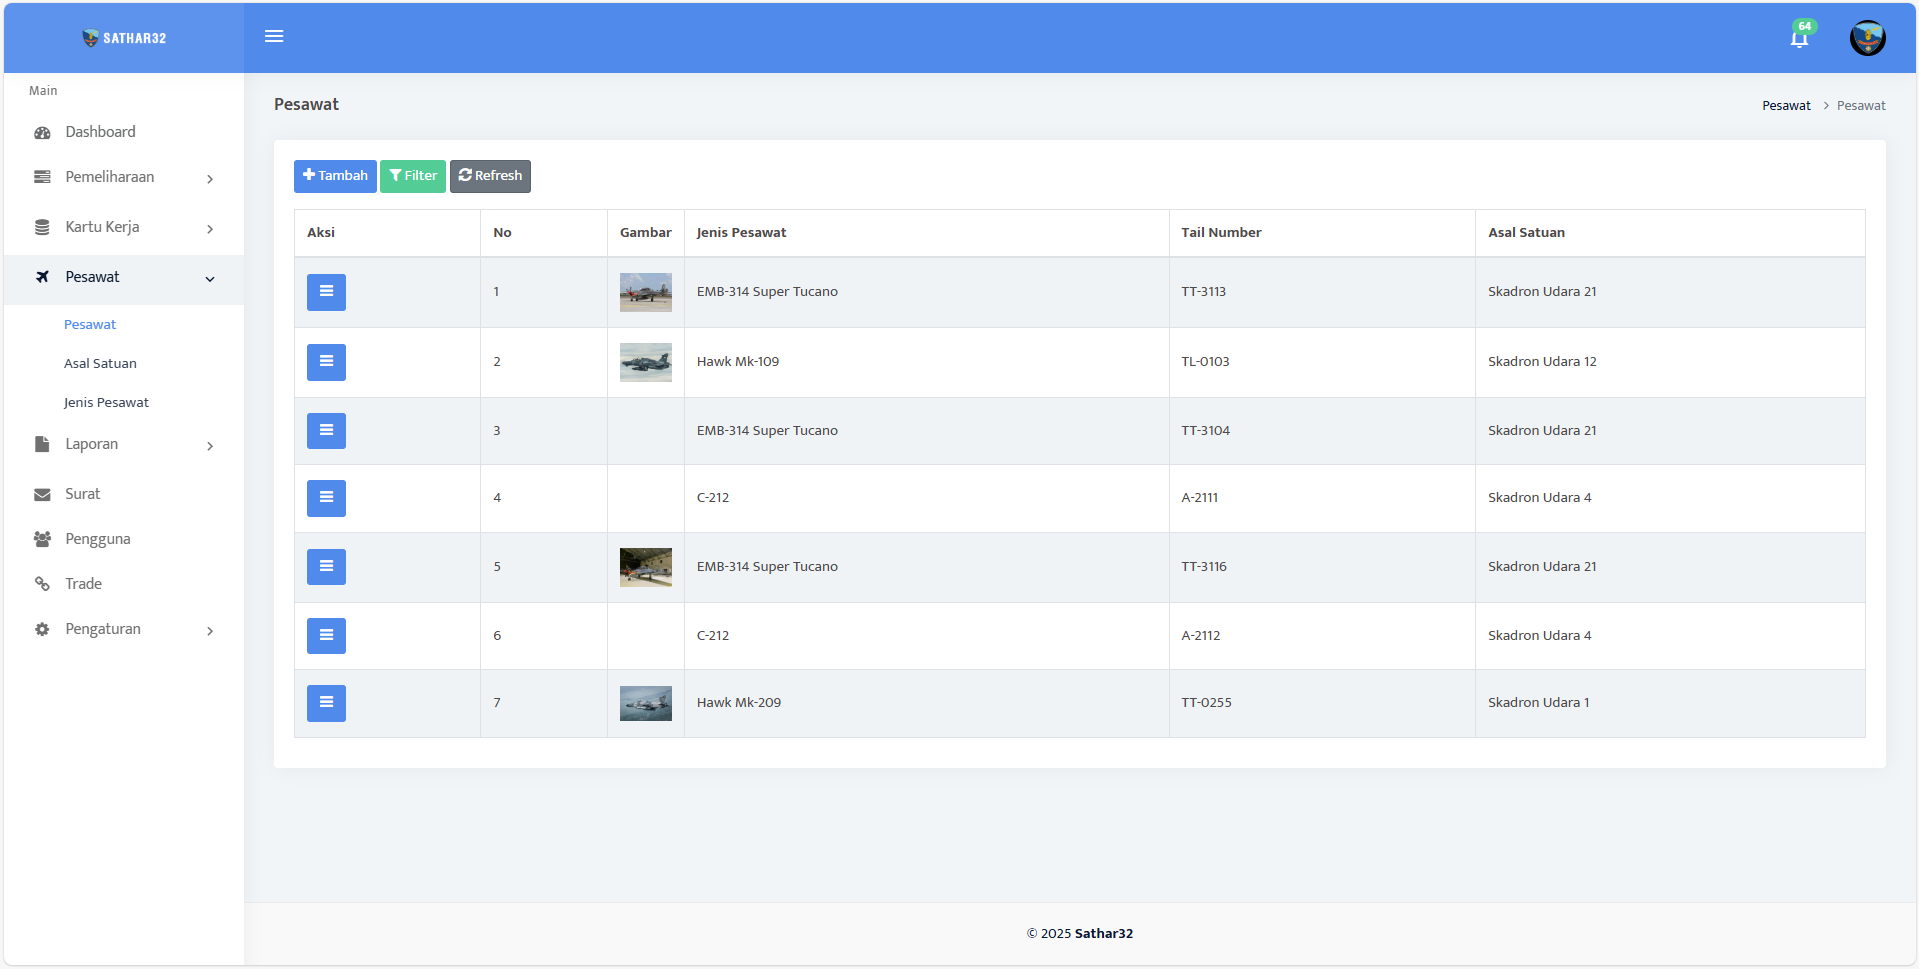 SATHAR32
64
Main
Dashboard
Pemeliharaan
Kartu Kerja
Pesawat
Pesawat
Asal Satuan
Jenis Pesawat
Laporan
Surat
Pengguna
Trade
Pengaturan
Pesawat
Pesawat > Pesawat
Tambah Filter Refresh
Aksi No Gambar Jenis Pesawat Tail Number Asal Satuan
1 EMB-314 Super Tucano TT-3113 Skadron Udara 21
2 Hawk Mk-109 TL-0103 Skadron Udara 12
3 EMB-314 Super Tucano TT-3104 Skadron Udara 21
4 C-212 A-2111 Skadron Udara 4
5 EMB-314 Super Tucano TT-3116 Skadron Udara 21
6 C-212 A-2112 Skadron Udara 4
7 Hawk Mk-209 TT-0255 Skadron Udara 1
© 2025 Sathar32